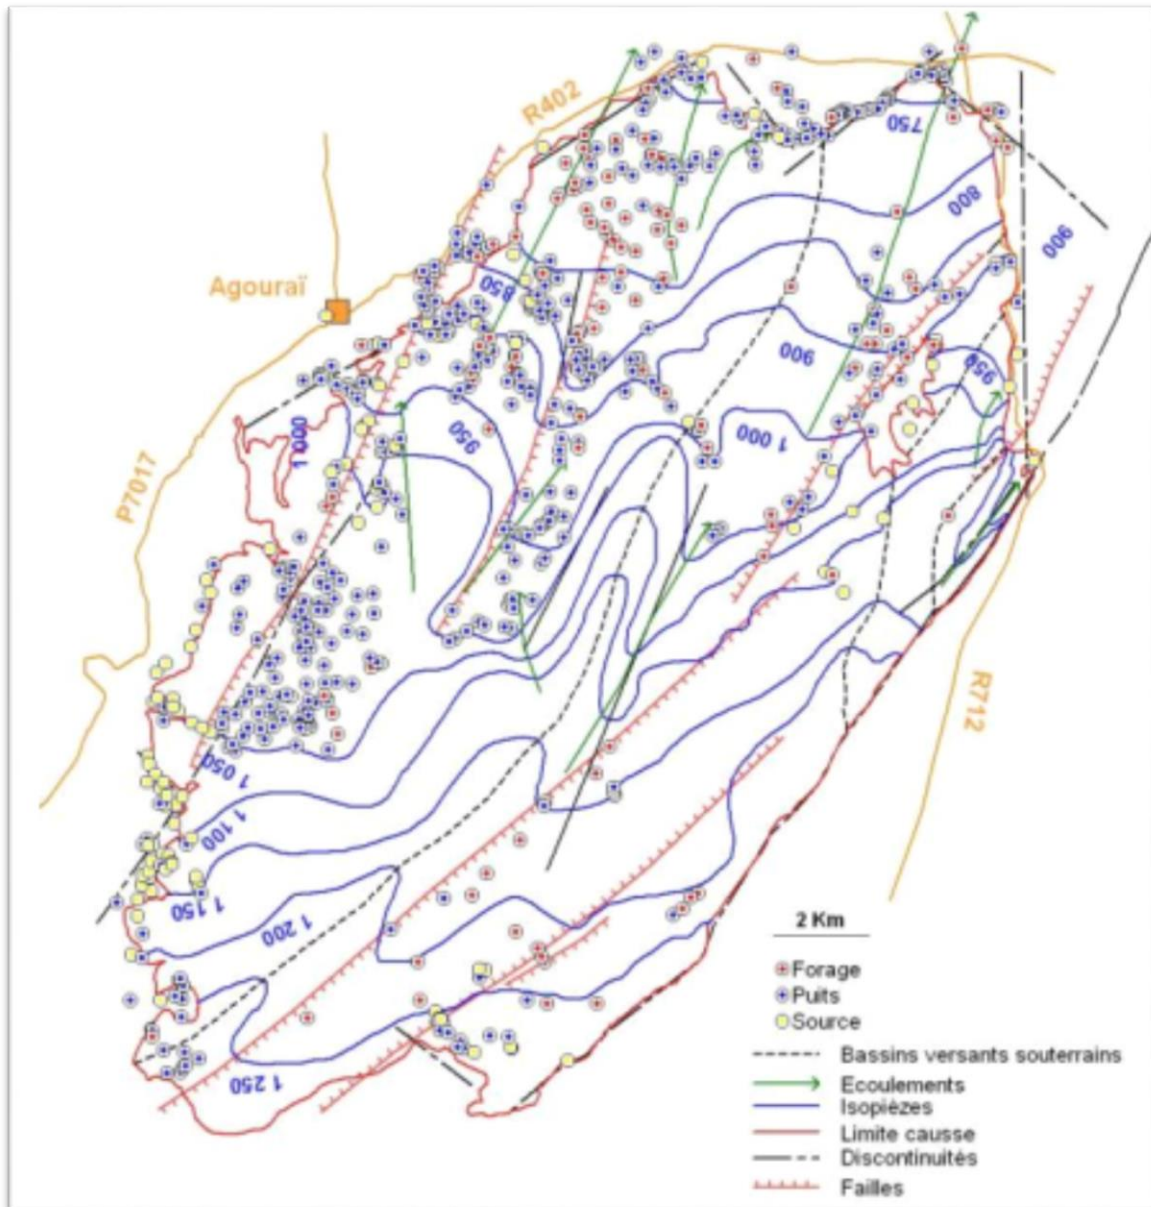 R402
750
800
900
Agouraï
850
900
950
950
1 000
1 000
P7017
R712
1 050
1 100
1 150
1 200
1 250
2 Km
Forage
Puits
Source
Bassins versants souterrains
Ecoulements
Isopièzes
Limite causse
Discontinuités
Failles